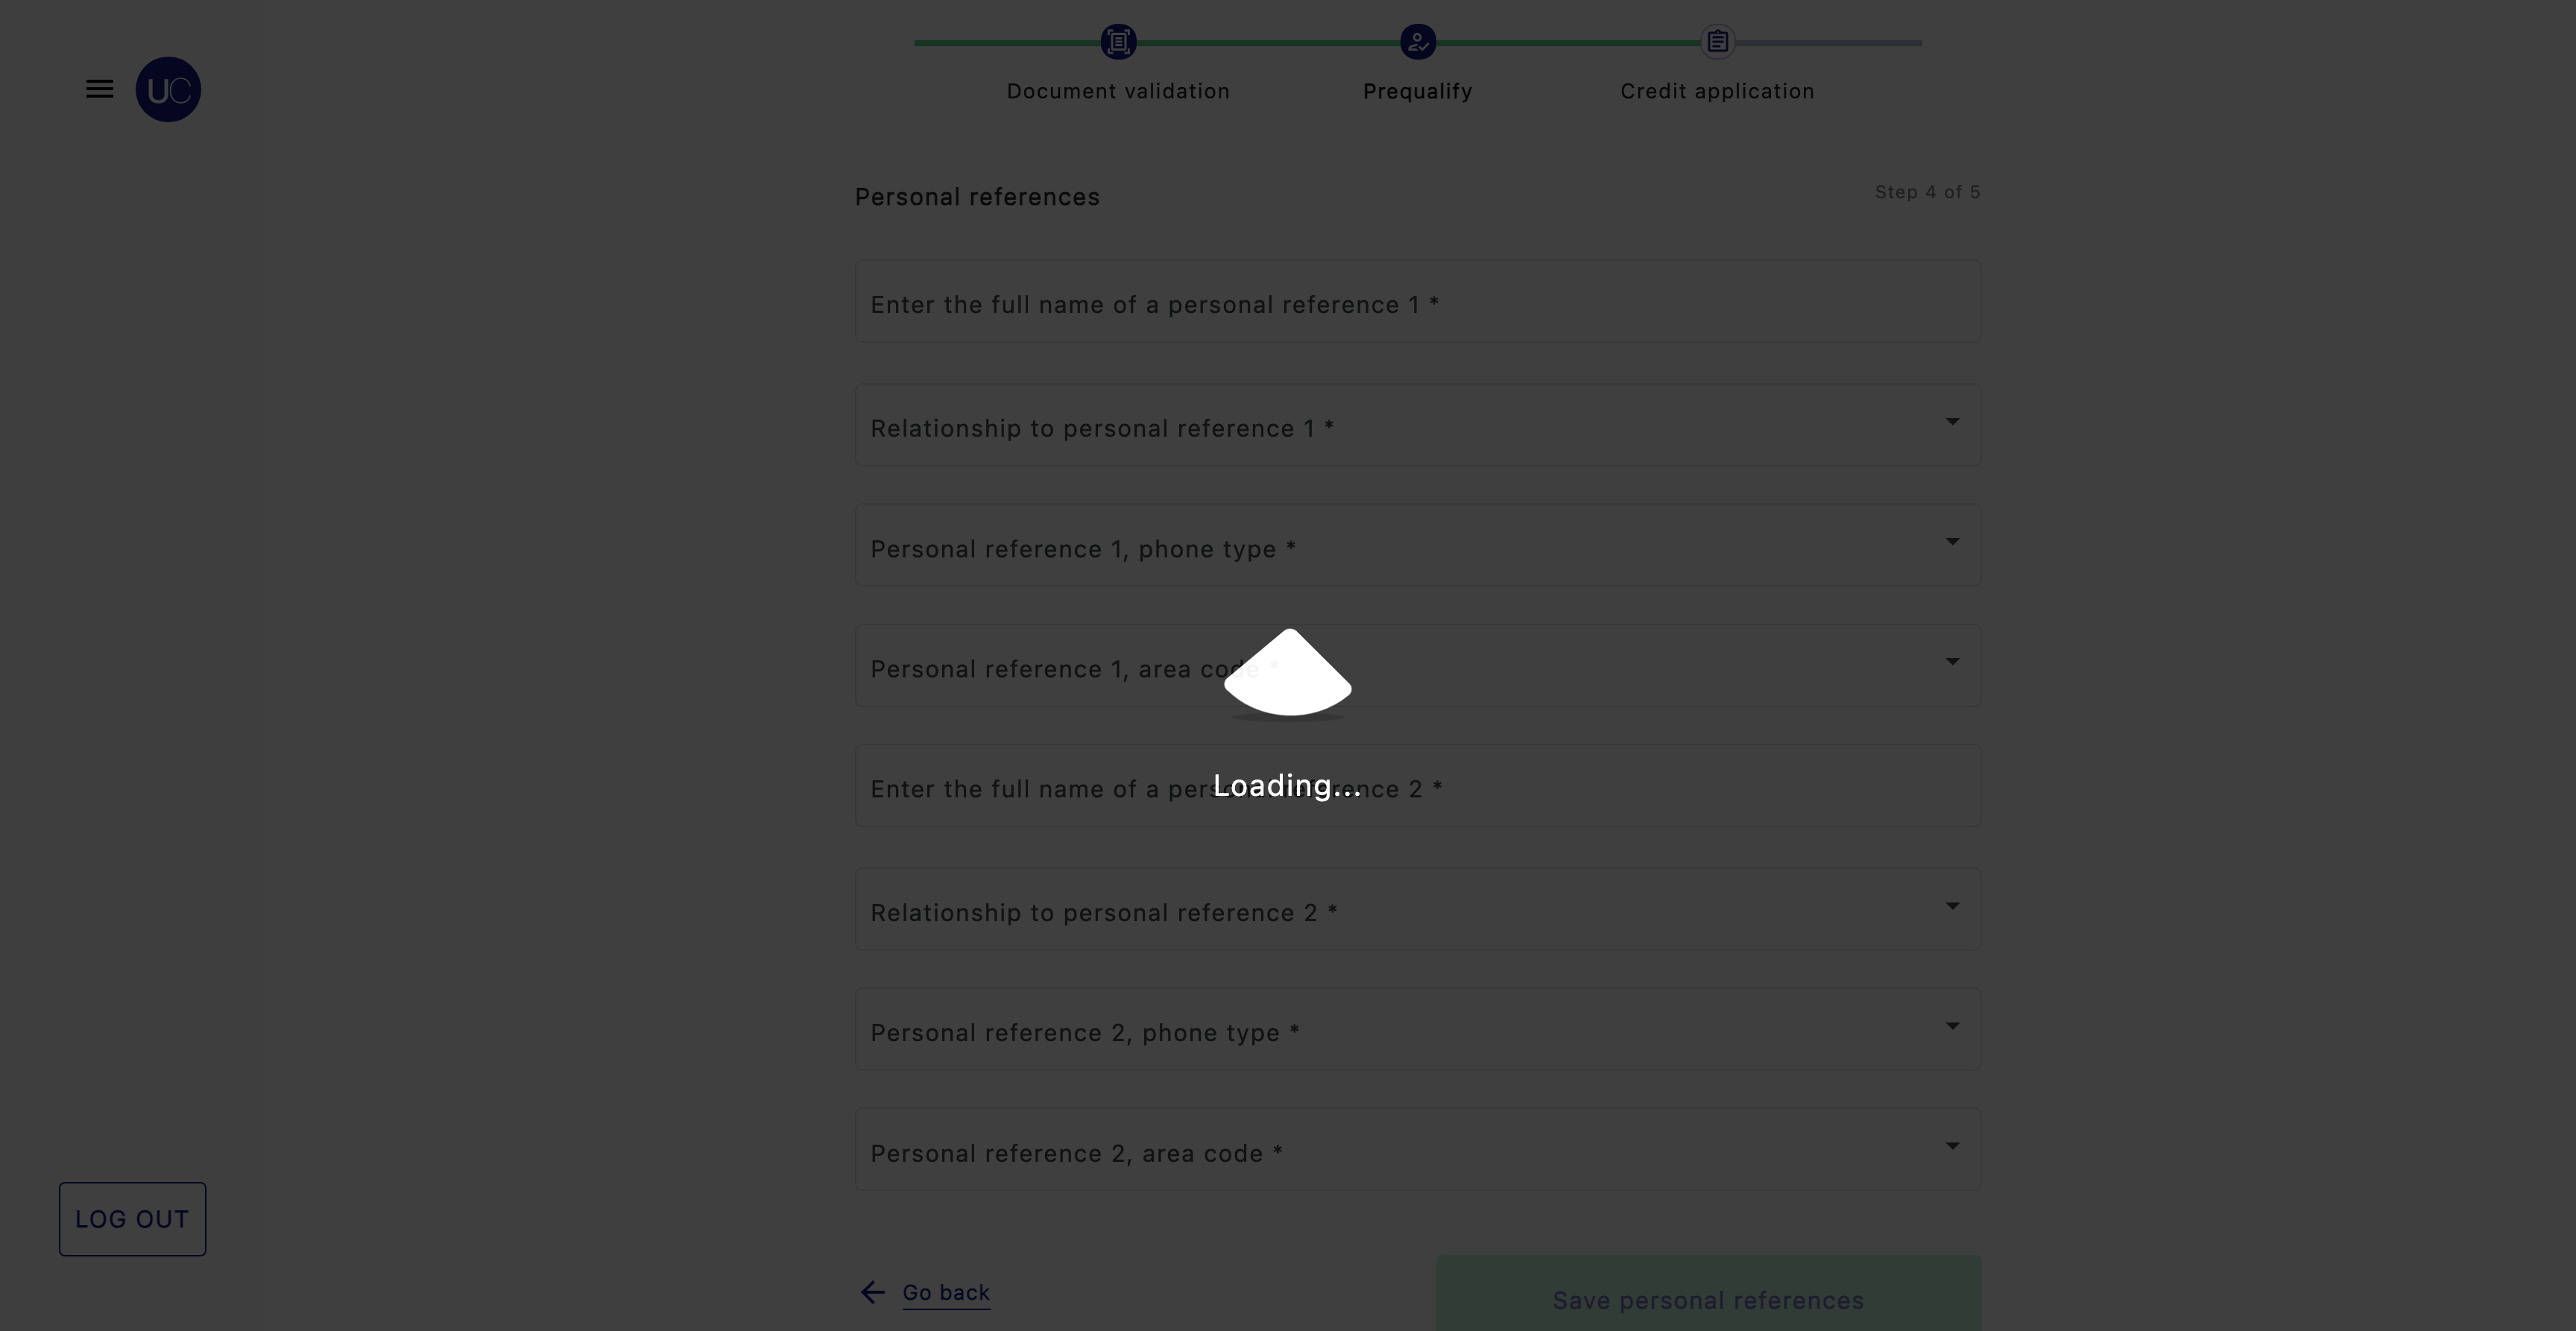 UC
Document validation
Prequalify
Credit application
Personal references
Step 4 of 5
Enter the full name of a personal reference 1 *
Relationship to personal reference 1 *
Personal reference 1, phone type *
Personal reference 1, area code *
Enter the full name of a personal reference 2 *
Loading...
Relationship to personal reference 2 *
Personal reference 2, phone type *
Personal reference 2, area code *
LOG OUT
Go back
Save personal references